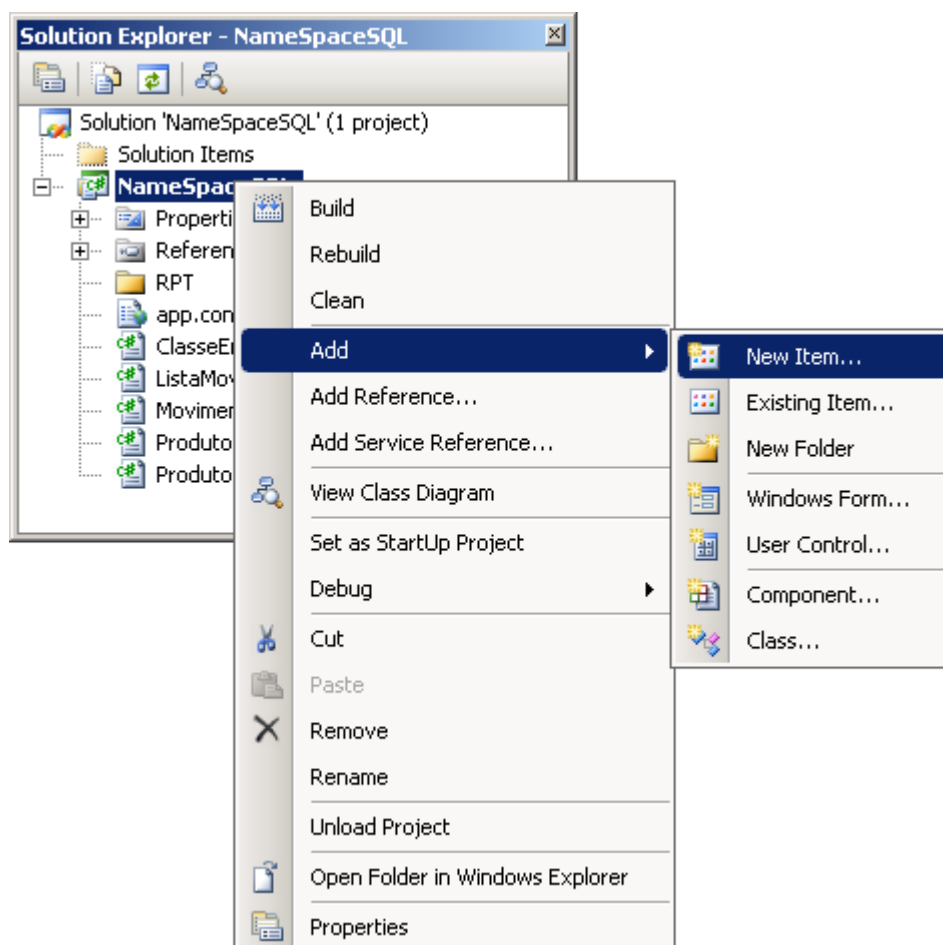 Solution Explorer - NameSpaceSQL
Solution 'NameSpaceSQL' (1 project)
Solution Items
Build
Rebuild
Clean
RPT
Add
New Item...
Add Reference...
Existing Item...
Add Service Reference...
New Folder
View Class Diagram
Windows Form...
Set as StartUp Project
User Control...
Debug
Component...
Cut
Class...
Paste
Remove
Rename
Unload Project
Open Folder in Windows Explorer
Properties